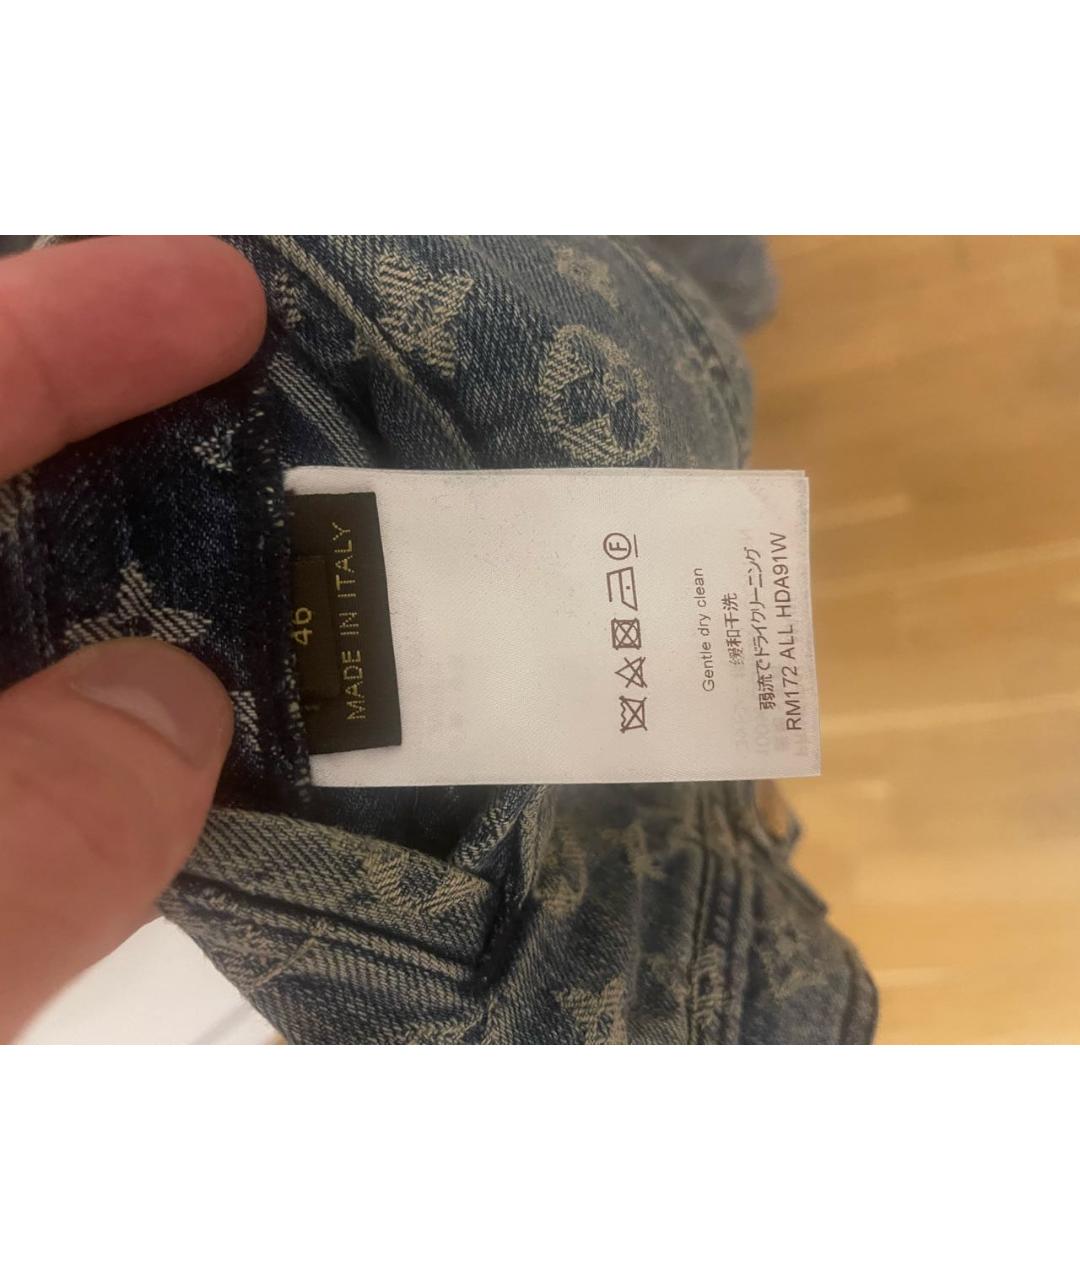 46
MADE IN ITALY
Gentle dry clean
缓和干洗
弱流でドライクリーニング
RM172 ALL HDA91W